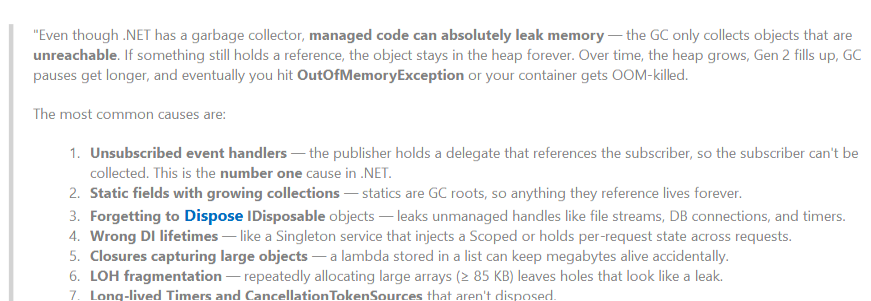 "Even though .NET has a garbage collector, managed code can absolutely leak memory — the GC only collects objects that are
unreachable. If something still holds a reference, the object stays in the heap forever. Over time, the heap grows, Gen 2 fills up, GC
pauses get longer, and eventually you hit OutOfMemoryException or your container gets OOM-killed.
The most common causes are:
1. Unsubscribed event handlers — the publisher holds a delegate that references the subscriber, so the subscriber can't be
collected. This is the number one cause in .NET.
2. Static fields with growing collections — statics are GC roots, so anything they reference lives forever.
3. Forgetting to Dispose IDisposable objects — leaks unmanaged handles like file streams, DB connections, and timers.
4. Wrong DI lifetimes — like a Singleton service that injects a Scoped or holds per-request state across requests.
5. Closures capturing large objects — a lambda stored in a list can keep megabytes alive accidentally.
6. LOH fragmentation — repeatedly allocating large arrays (≥ 85 KB) leaves holes that look like a leak.
7. Long-lived Timers and CancellationTokenSources that aren't disposed.